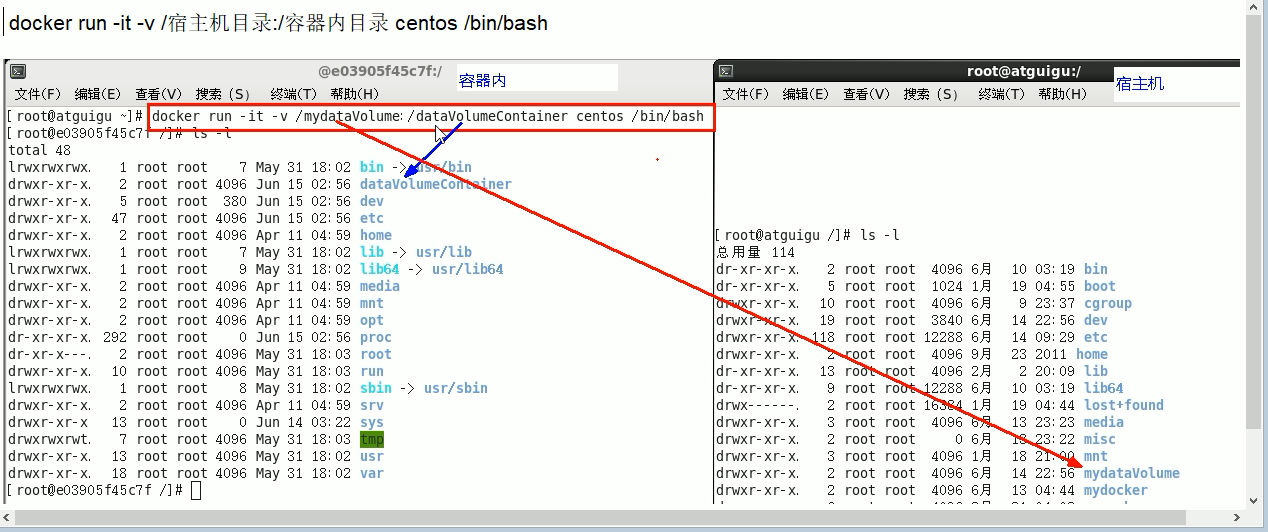 docker run -it -v /宿主机目录:/容器内目录 centos /bin/bash
@e03905f45c7f:/
容器内
文件(F) 编辑(E) 查看(V) 搜索 (S) 终端(T) 帮助(H)
[root@atguigu ~]# docker run -it -v /mydataVolume:/dataVolumeContainer centos /bin/bash
[root@e03905f45c7f /]# ls -l
total 48
lrwxrwxrwx. 1 root root 7 May 31 18:02 bin -> usr/bin
drwxr-xr-x. 2 root root 4096 Jun 15 02:56 dataVolumeContainer
drwxr-xr-x. 5 root root 380 Jun 15 02:56 dev
drwxr-xr-x. 47 root root 4096 Jun 15 02:56 etc
drwxr-xr-x. 2 root root 4096 Apr 11 04:59 home
lrwxrwxrwx. 1 root root 7 May 31 18:02 lib -> usr/lib
lrwxrwxrwx. 1 root root 9 May 31 18:02 lib64 -> usr/lib64
drwxr-xr-x. 2 root root 4096 Apr 11 04:59 media
drwxr-xr-x. 2 root root 4096 Apr 11 04:59 mnt
drwxr-xr-x. 2 root root 4096 Apr 11 04:59 opt
dr-xr-xr-x. 292 root root 0 Jun 15 02:56 proc
dr-xr-x---. 2 root root 4096 May 31 18:03 root
drwxr-xr-x. 10 root root 4096 May 31 18:03 run
lrwxrwxrwx. 1 root root 8 May 31 18:02 sbin -> usr/sbin
drwxr-xr-x. 2 root root 4096 Apr 11 04:59 srv
dr-xr-xr-x 13 root root 0 Jun 14 03:22 sys
drwxrwxrwt. 7 root root 4096 May 31 18:03 tmp
drwxr-xr-x. 13 root root 4096 May 31 18:02 usr
drwxr-xr-x. 18 root root 4096 May 31 18:02 var
[root@e03905f45c7f /]#
root@atguigu:/
宿主机
文件(F) 编辑(E) 查看(V) 搜索 (S) 终端(T) 帮助(H)
[root@atguigu /]# ls -l
总用量 114
dr-xr-xr-x. 2 root root 4096 6月 10 03:19 bin
dr-xr-xr-x. 5 root root 1024 1月 19 04:55 boot
drwxr-xr-x. 10 root root 4096 6月 9 23:37 cgroup
drwxr-xr-x. 19 root root 3840 6月 14 22:56 dev
drwxr-xr-x. 118 root root 12288 6月 14 09:29 etc
drwxr-xr-x. 2 root root 4096 9月 23 2011 home
dr-xr-xr-x. 13 root root 4096 2月 2 20:09 lib
dr-xr-xr-x. 9 root root 12288 6月 10 03:19 lib64
drwx------. 2 root root 16384 1月 19 04:44 lost+found
drwxr-xr-x. 3 root root 4096 6月 13 23:23 media
drwxr-xr-x. 2 root root 0 6月 13 23:22 misc
drwxr-xr-x. 3 root root 4096 1月 18 21:00 mnt
drwxr-xr-x. 2 root root 4096 6月 14 22:56 mydataVolume
drwxr-xr-x. 2 root root 4096 6月 13 04:44 mydocker